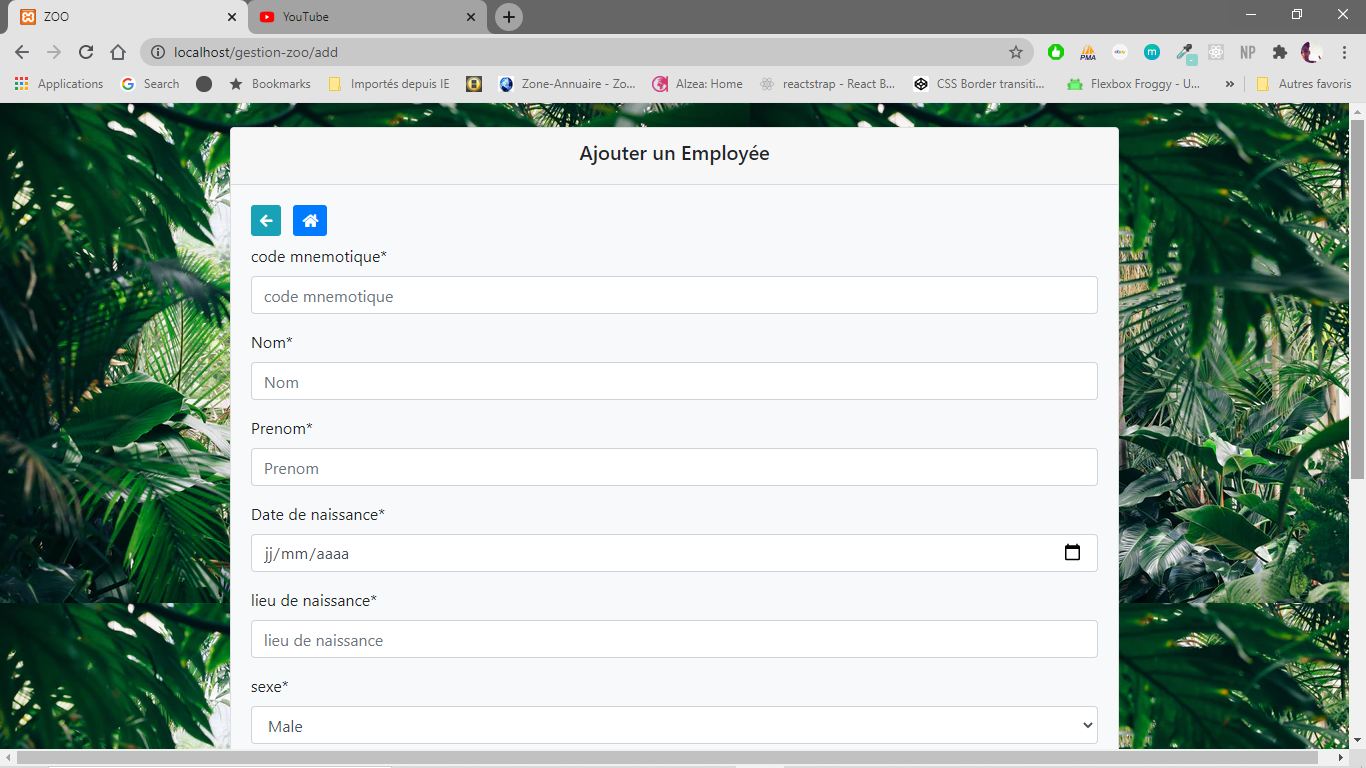 ZOO
YouTube
localhost/gestion-zoo/add
PMA
ebay
m
NP
Applications
Search
Bookmarks
Importés depuis IE
Zone-Annuaire - Zo...
Alzea: Home
reactstrap - React B...
CSS Border transiti...
Flexbox Froggy - U...
»
Autres favoris
Ajouter un Employée
code mnemotique*
code mnemotique
Nom*
Nom
Prenom*
Prenom
Date de naissance*
jj/mm/aaaa
lieu de naissance*
lieu de naissance
sexe*
Male